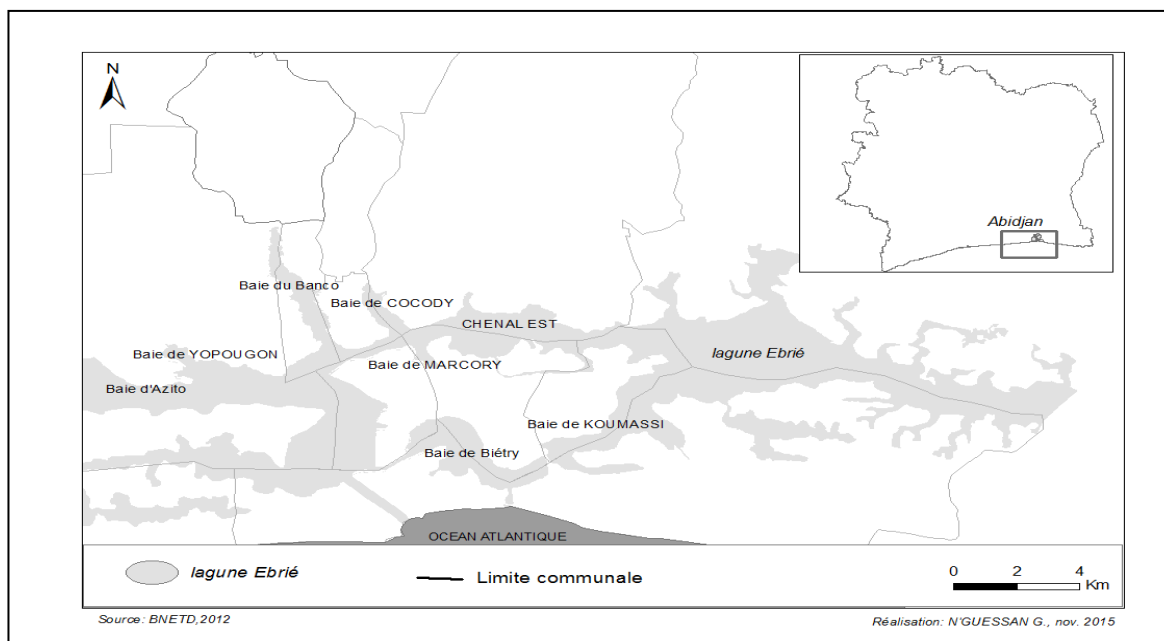 N
Abidjan
Baie du Banco
Baie de COCODY
CHENAL EST
Baie de YOPOUGON
lagune Ebrié
Baie de MARCORY
Baie d'Azito
Baie de KOUMASSI
Baie de Biétry
OCEAN ATLANTIQUE
lagune Ebrié
Limite communale
0 2 4
Km
Source: BNETD,2012
Réalisation: N'GUESSAN G., nov. 2015